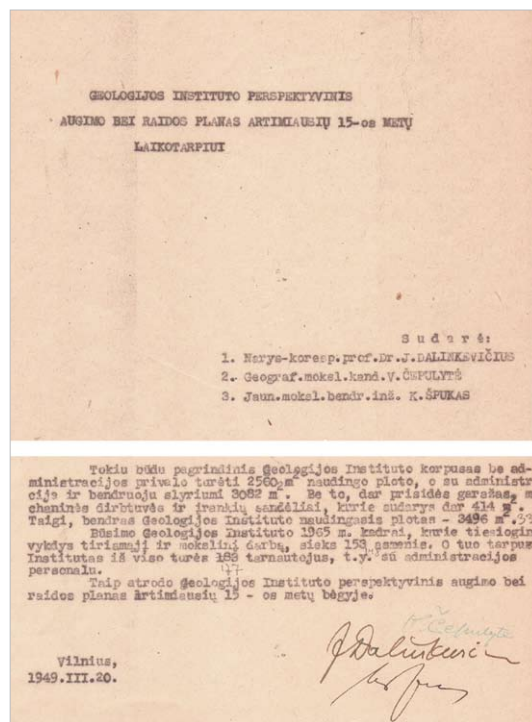 GEOLOGIJOS INSTITUTO PERSPEKTYVINIS
AUGIMO BEI RAIDOS PLANAS ARTIMIAUSIŲ 15-os METŲ
LAIKOTARPIUI
Sudarė:
1. Narys-koresp.prof.Dr.J.DALINKEVIČIUS
2. Geograf.moksl.kand.V.ČEPULYTĖ
3. Jaun.moksl.bendr.inž. K.ŠPUKAS
Tokiu būdu pagrindinis Geologijos Instituto korpusas be ad-
ministracijos privalo turėti 2560 m² naudingo ploto, o su administr
cija ir bendruoju slyriumi 3082 m². Be to, dar prisidės garažas, m
chaninės dirbtuvės ir įrankių sandėliai, kurie sudarys dar 414 m².
Taigi, bendras Geologijos Instituto naudingasis plotas - 3496 m².
Būsimo Geologijos Instituto 1965 m. kadrai, kurie tiesiogin
vykdys tiriamąjį ir mokslinį darbą, sieks 153 asmenis. O tuo tarpu
Institutas iš viso turės 188 tarnautojus, t.y. su administracijos
77
personalu.
Taip atrodo Geologijos Instituto perspektyvinis augimo bei
raidos planas artimiausių 15 - os metų bėgyje.
V. Čepulytė
J Dalinkevič
Vilnius,
1949.III.20.